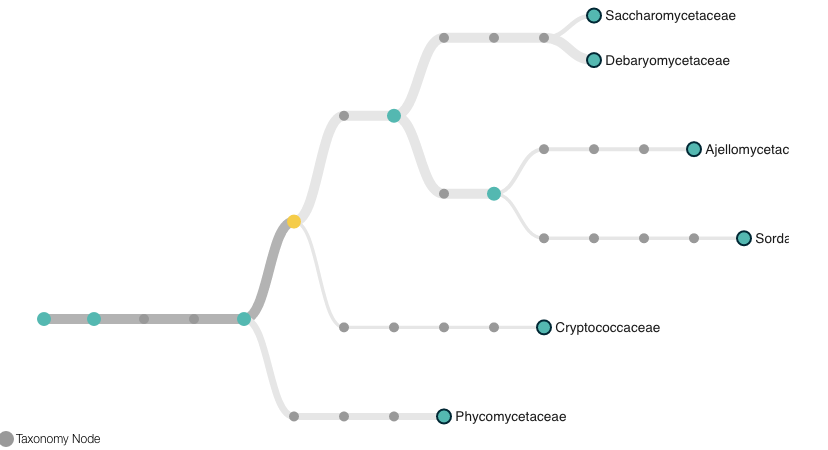 Saccharomycetaceae
Debaryomycetaceae
Ajellomycetac
Sorda
Cryptococcaceae
Phycomycetaceae
Taxonomy Node